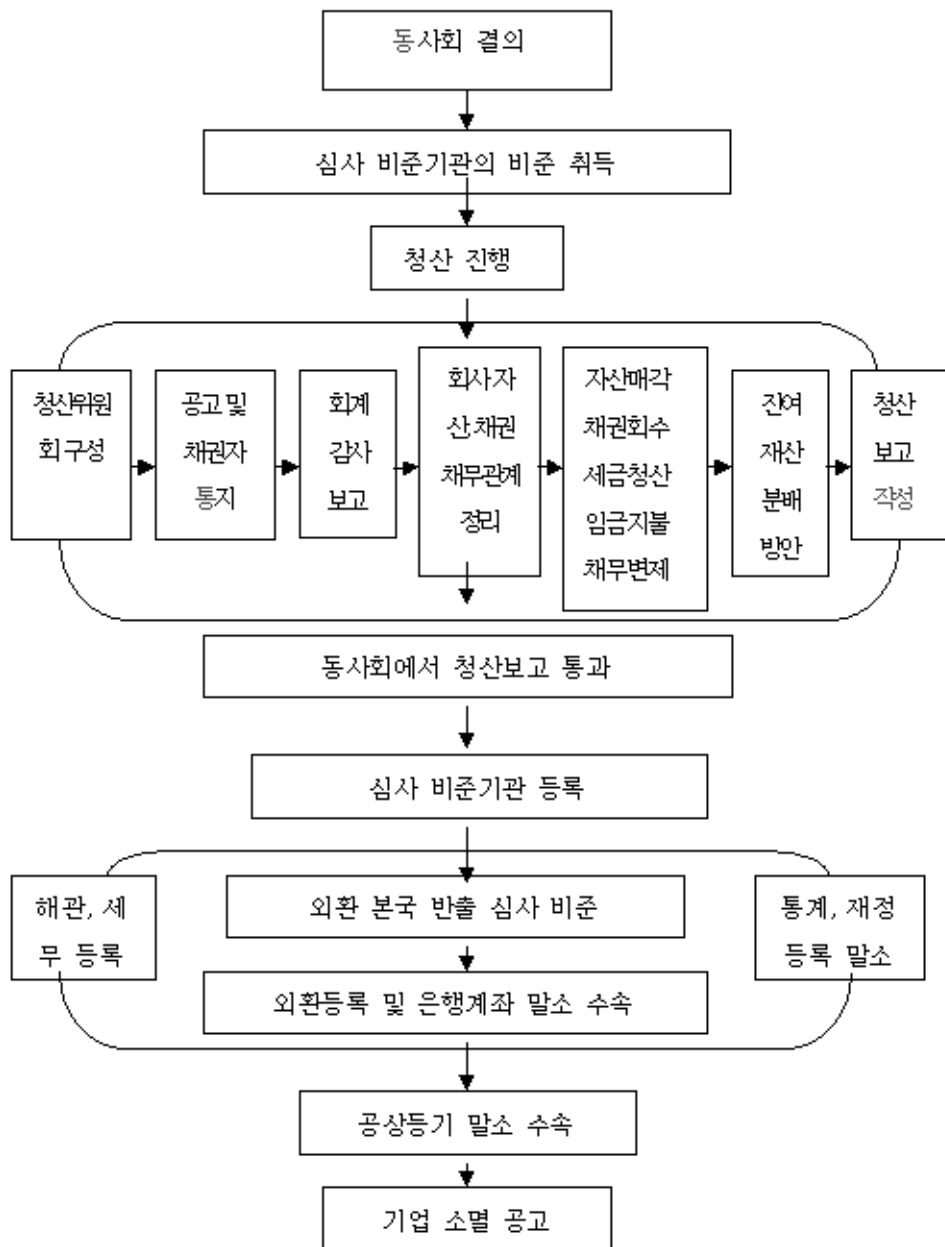 동사회 결의
심사 비준기관의 비준 취득
청산 진행
청산위원
회 구성
공고 및
채권자
통지
회계
감사
보고
회사 자
산, 채권
채무관계
정리
자산매각
채권회수
세금청산
임금지불
채무변제
잔여
재산
분배
방안
청산
보고
작성
동사회에서 청산보고 통과
심사 비준기관 등록
해관, 세
무 등록
외환 본국 반출 심사 비준
외환등록 및 은행계좌 말소 수속
통계, 재정
등록 말소
공상등기 말소 수속
기업 소멸 공고